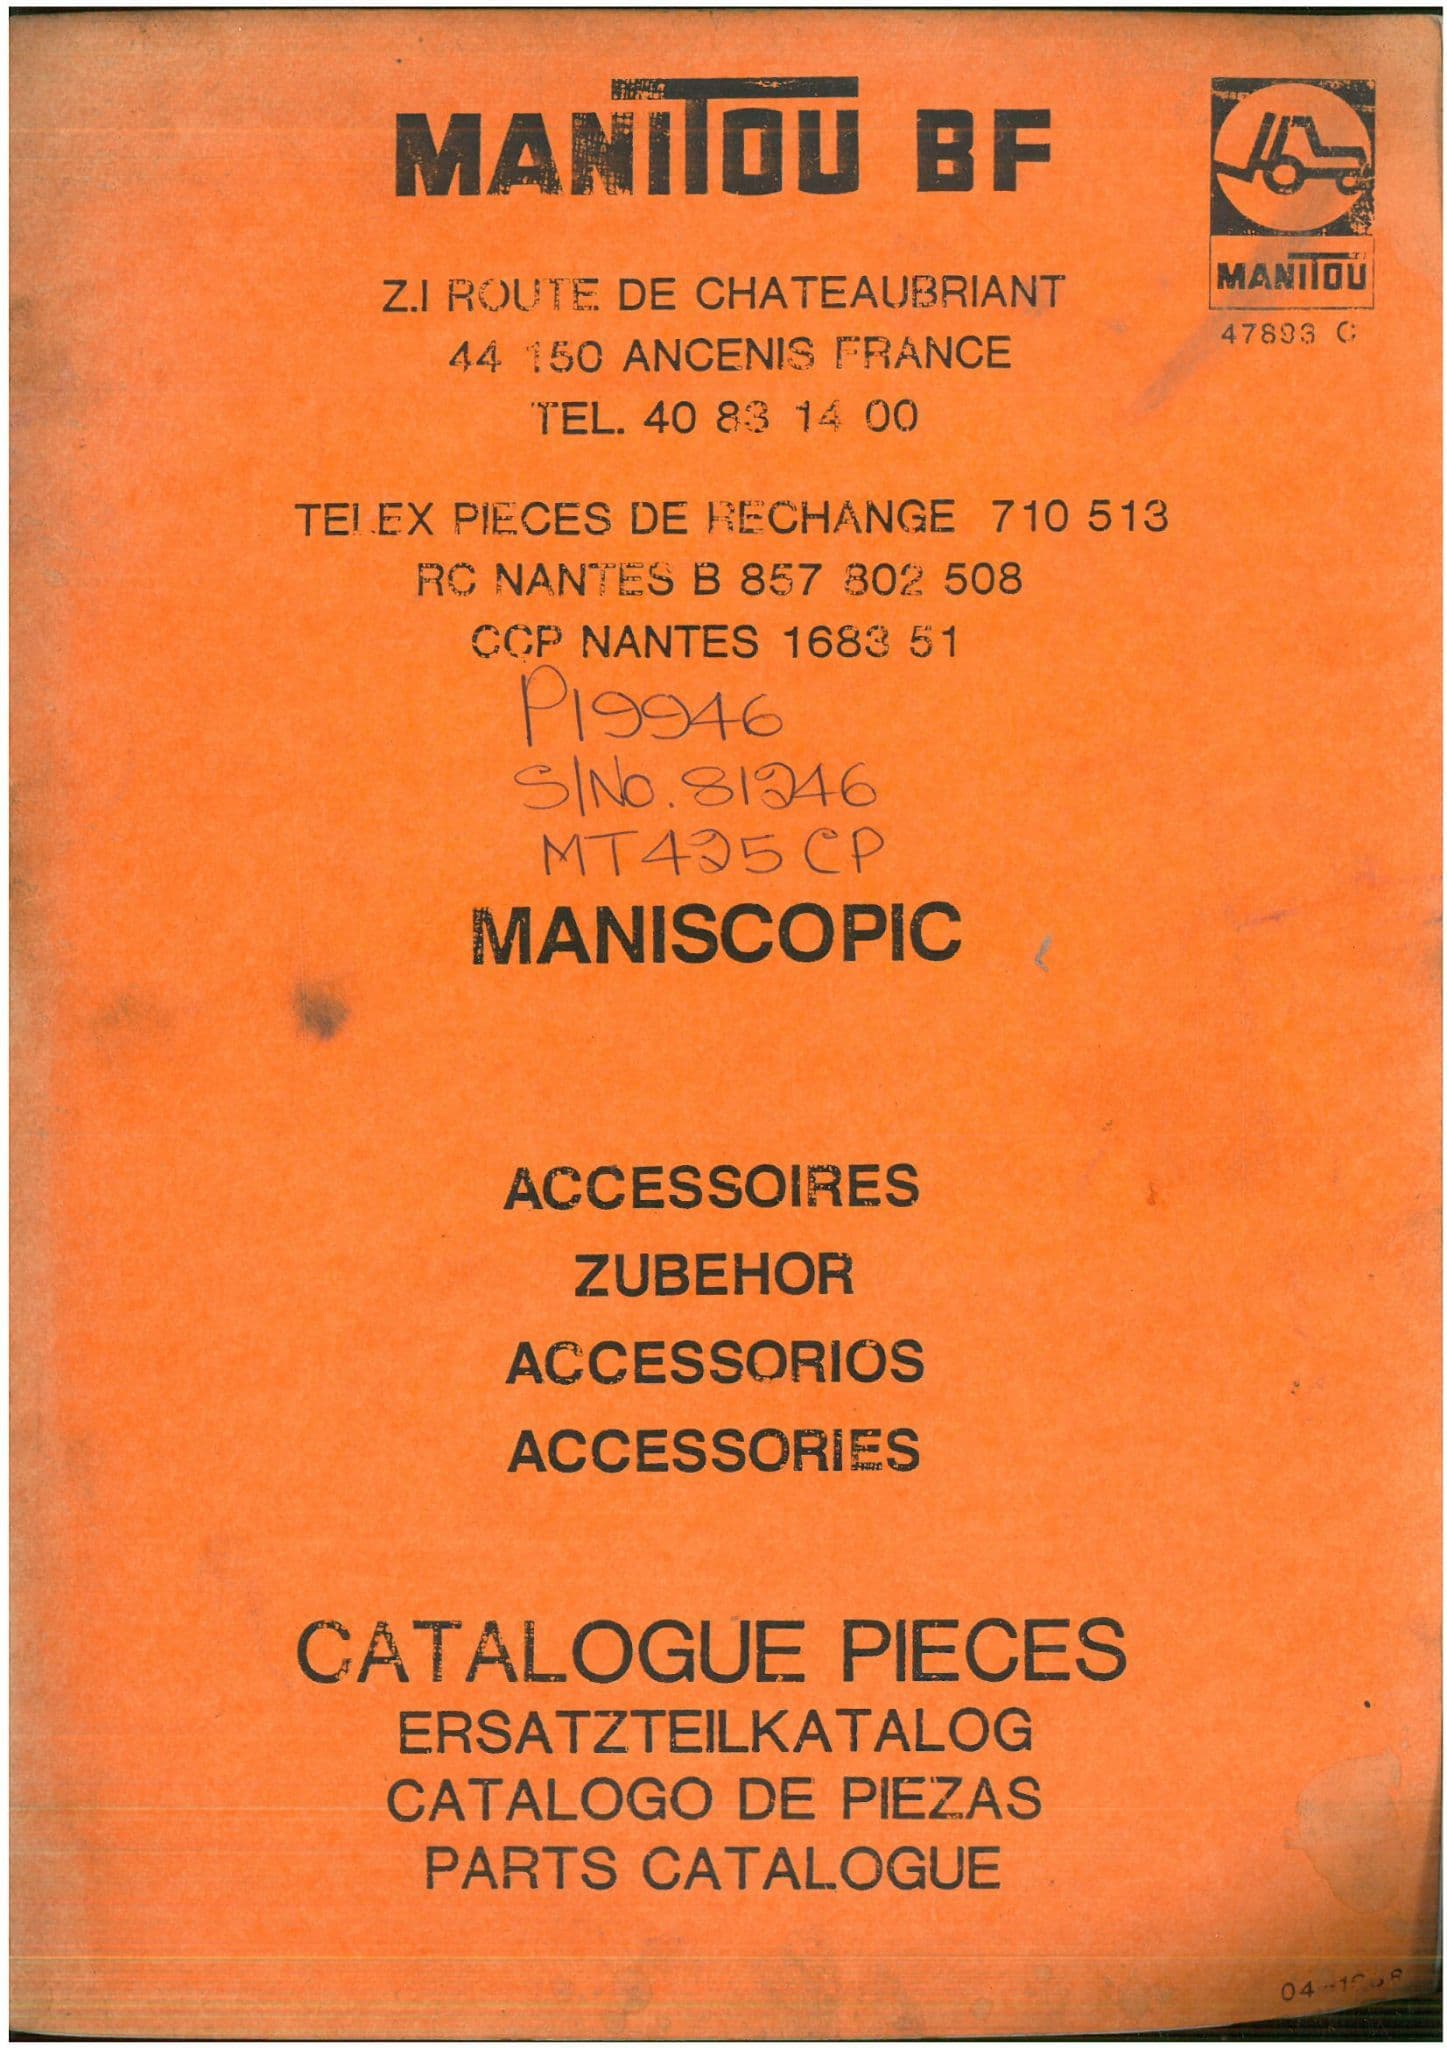 MANITOU BF
MANITOU
47893 C
Z.I ROUTE DE CHATEAUBRIANT
44 150 ANCENIS FRANCE
TEL. 40 83 14 00
TELEX PIECES DE RECHANGE 710 513
RC NANTES B 857 802 508
CCP NANTES 1683 51
P19946
S/No. 81246
MT425 CP
MANISCOPIC
ACCESSOIRES
ZUBEHOR
ACCESSORIOS
ACCESSORIES
CATALOGUE PIECES
ERSATZTEILKATALOG
CATALOGO DE PIEZAS
PARTS CATALOGUE